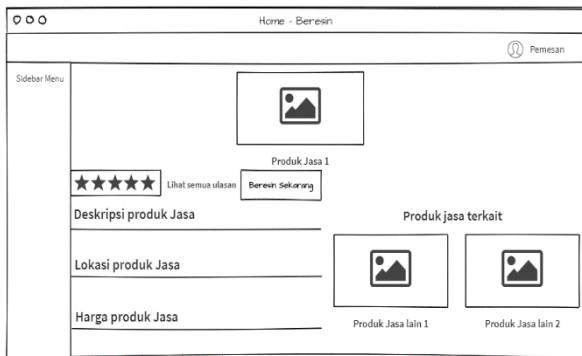 Home - Beresin
Pemesan
Sidebar Menu
Produk Jasa 1
Lihat semua ulasan
Beresin Sekarang
Deskripsi produk Jasa
Lokasi produk Jasa
Harga produk Jasa
Produk jasa terkait
Produk Jasa lain 1
Produk Jasa lain 2